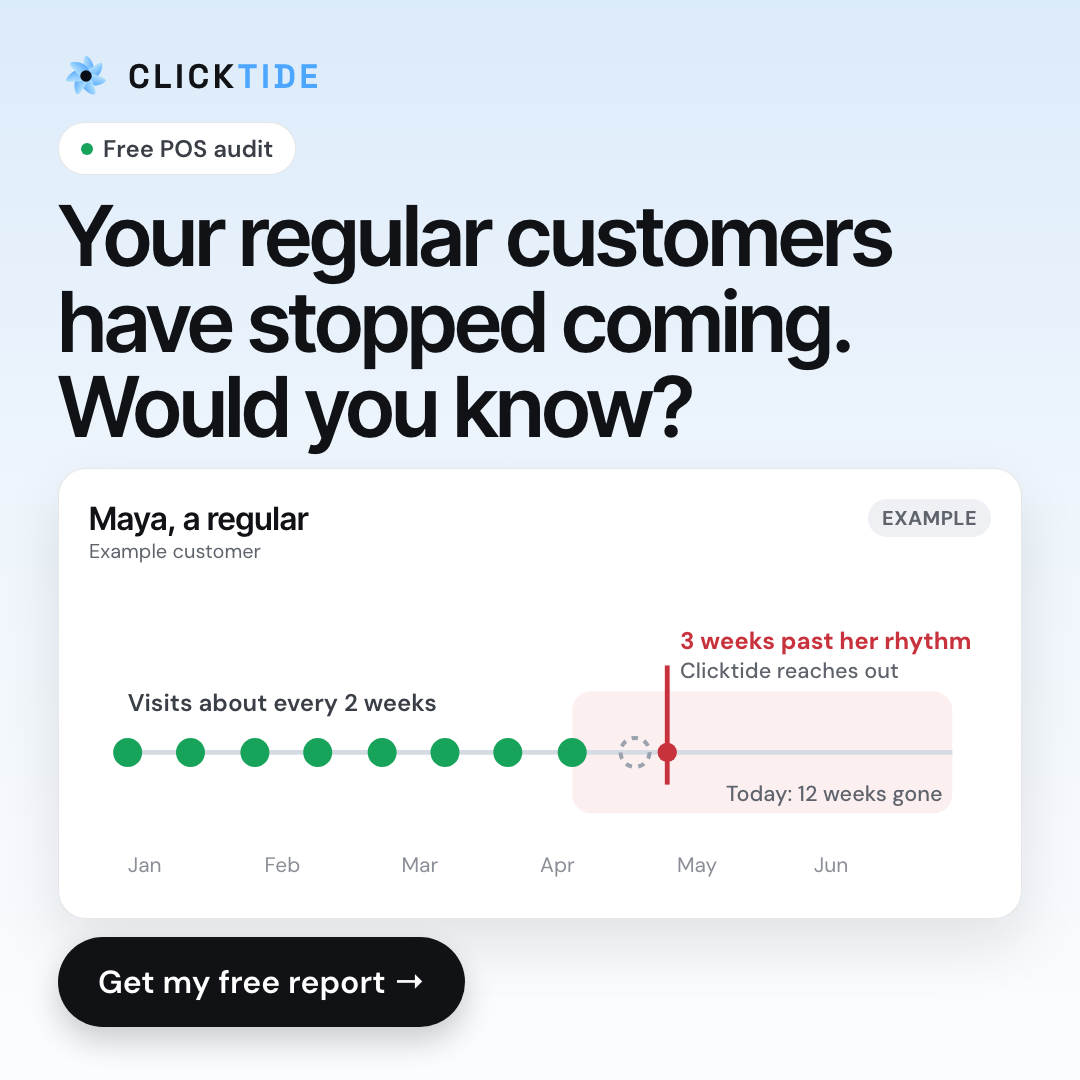 CLICKTIDE
Free POS audit
Your regular customers
have stopped coming.
Would you know?
Maya, a regular
EXAMPLE
Example customer
3 weeks past her rhythm
Clicktide reaches out
Visits about every 2 weeks
Today: 12 weeks gone
Jan Feb Mar Apr May Jun
Get my free report →